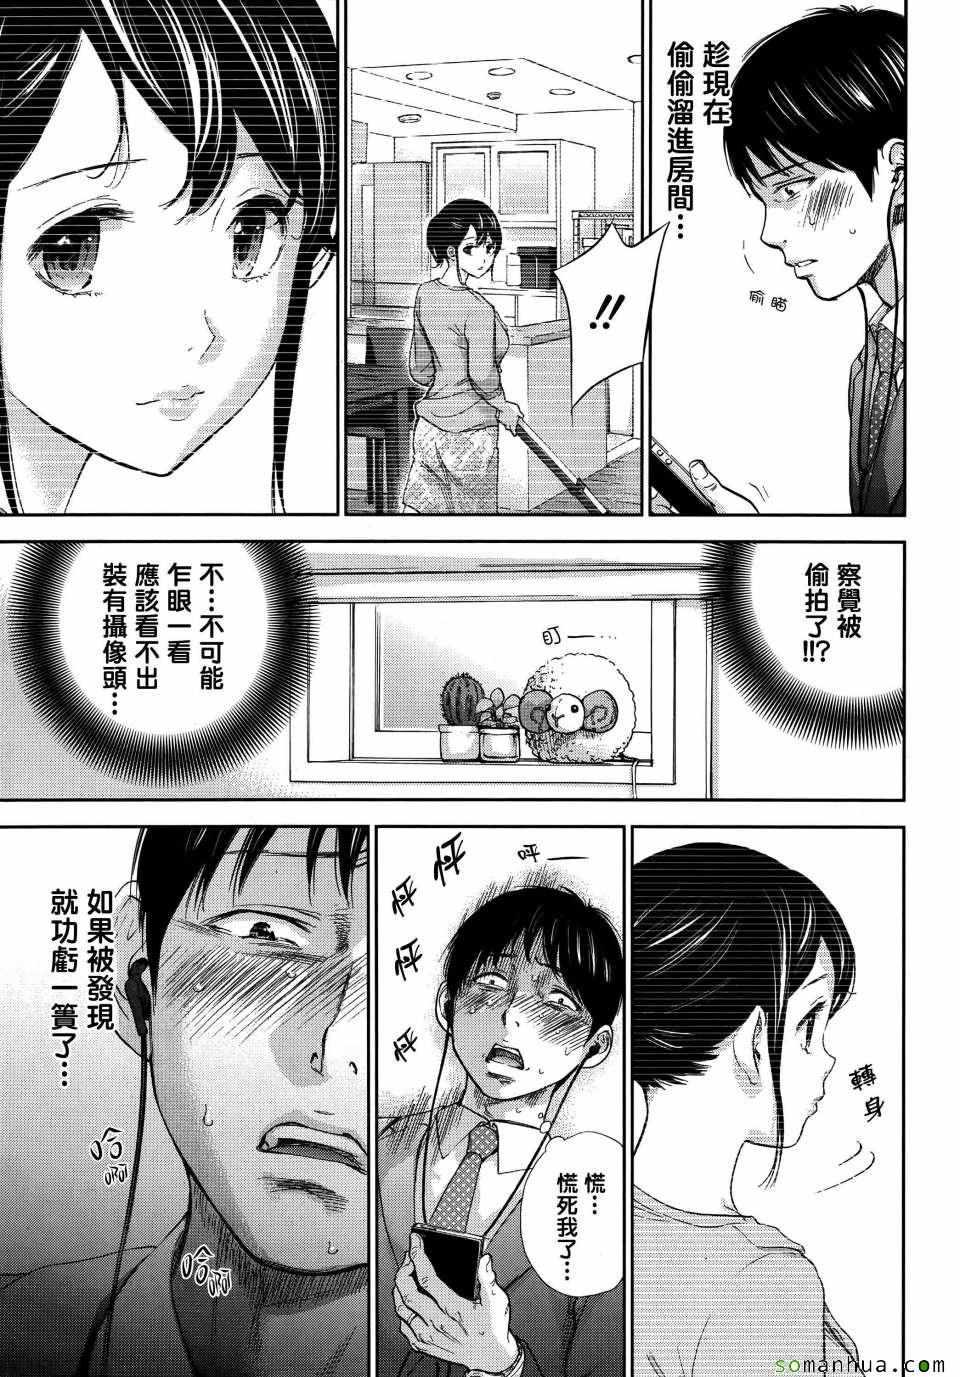 趁現在
偷偷溜進房間…
偷瞄
!!
察覺被
偷拍了!!?
盯
不…不可能
乍眼一看
應該看不出
裝有攝像頭…
轉身
呼
怦
怦
怦
怦
慌…
慌死我了…
如果被發現
就功虧一簣了…
哈啊
哈啊
somanhua.com